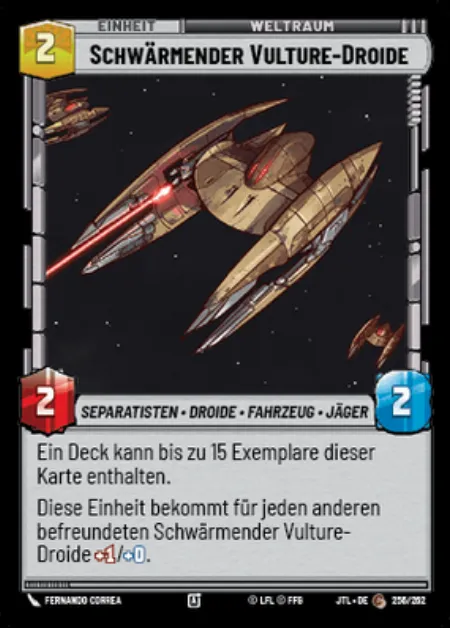 EINHEIT
WELTRAUM
2
SCHWÄRMENDER VULTURE-DROIDE
2
SEPARATISTEN • DROIDE • FAHRZEUG • JÄGER
2
Ein Deck kann bis zu 15 Exemplare dieser
Karte enthalten.
Diese Einheit bekommt für jeden anderen
befreundeten Schwärmender Vulture-
Droide +1/+0.
FERNANDO CORREA
© LFL © FFG
JTL • DE
256/262